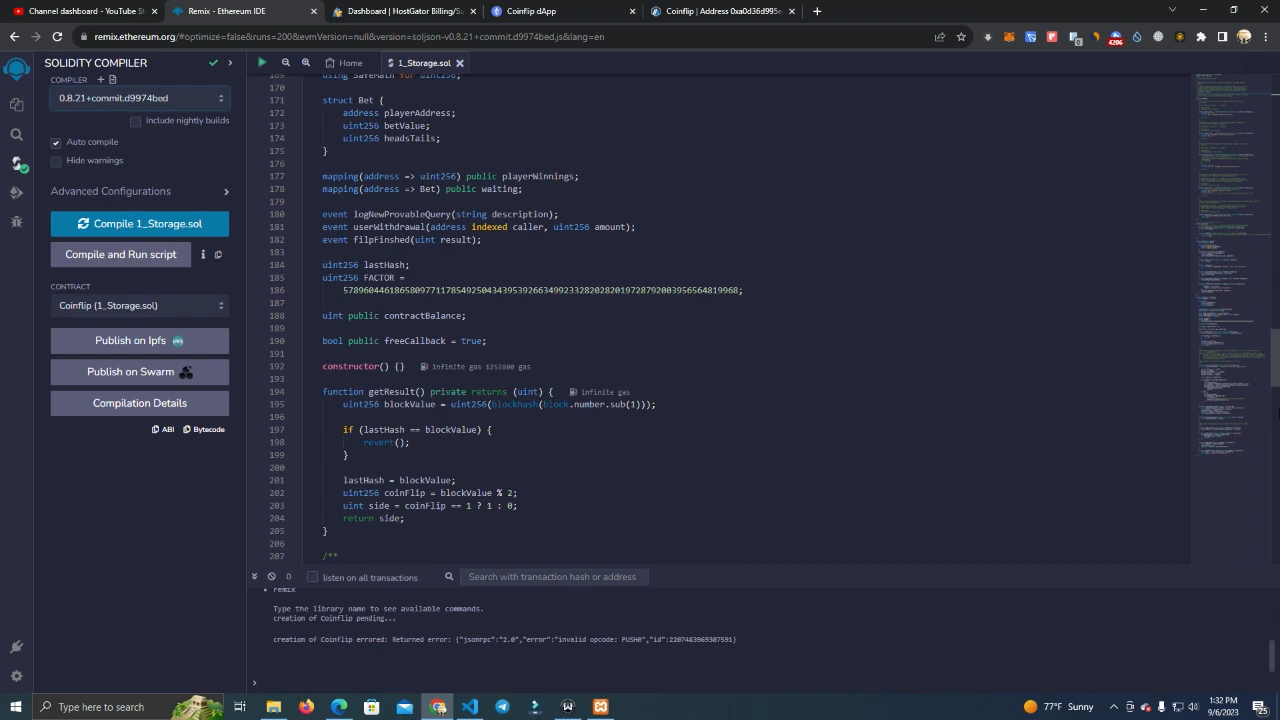 Channel dashboard - YouTube St
Remix - Ethereum IDE
Dashboard | HostGator Billing/Su
Coinflip dApp
Coinflip | Address 0xa0d36d995e
remix.ethereum.org/#optimize=false&runs=200&evmVersion=null&version=soljson-v0.8.21+commit.d9974bed.js&lang=en
4206
SOLIDITY COMPILER
COMPILER
0.8.21+commit.d9974bed
Include nightly builds
Auto compile
Hide warnings
Advanced Configurations
Compile 1_Storage.sol
Compile and Run script
CONTRACT
Coinflip (1_Storage.sol)
Publish on Ipfs
Publish on Swarm
Compilation Details
ABI
Bytecode
Home
1_Storage.sol
169 using SafeMath for uint256;
170
171 struct Bet {
172 address playerAddress;
173 uint256 betValue;
174 uint256 headsTails;
175 }
176
177 mapping(address => uint256) public playerWinnings;
178 mapping(address => Bet) public waiting;
179
180 event logNewProvableQuery(string description);
181 event userWithdrawal(address indexed caller, uint256 amount);
182 event flipFinshed(uint result);
183
184 uint256 lastHash;
185 uint256 FACTOR =
187
188 uint public contractBalance;
189
190 bool public freeCallback = true;
191
192 constructor() {} infinite gas 1253600 gas
193
194 function getResult() private returns (uint) { infinite gas
195 uint256 blockValue = uint256(blockhash(block.number.sub(1)));
196
197 if (lastHash == blockValue) {
198 revert();
199 }
200
201 lastHash = blockValue;
202 uint256 coinFlip = blockValue % 2;
203 uint side = coinFlip == 1 ? 1 : 0;
204 return side;
205 }
206
207 /**
0
listen on all transactions
Search with transaction hash or address
remix
Type the library name to see available commands.
creation of Coinflip pending...
creation of Coinflip errored: Returned error: {"jsonrpc":"2.0","error":"invalid opcode: PUSH0","id":2207483969307591}
>
Type here to search
77°F Sunny
1:32 PM
9/6/2023